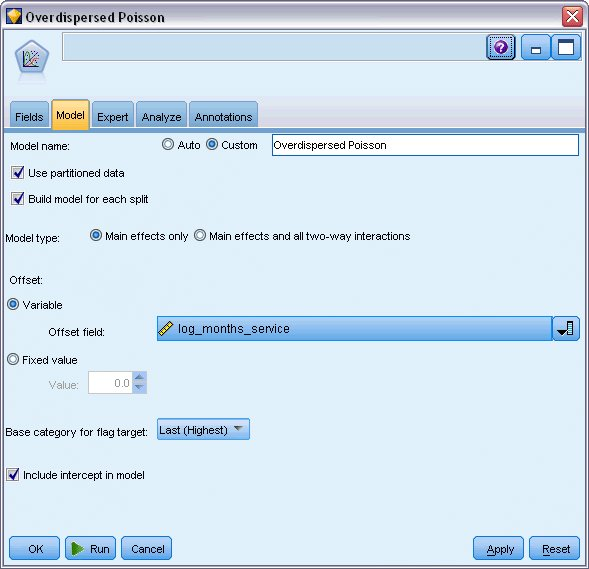 Overdispersed Poisson
?
Fields Model Expert Analyze Annotations
Model name: Auto Custom Overdispersed Poisson
Use partitioned data
Build model for each split
Model type: Main effects only Main effects and all two-way interactions
Offset:
Variable
Offset field: log_months_service
Fixed value
Value: 0.0
Base category for flag target: Last (Highest)
Include intercept in model
OK Run Cancel Apply Reset